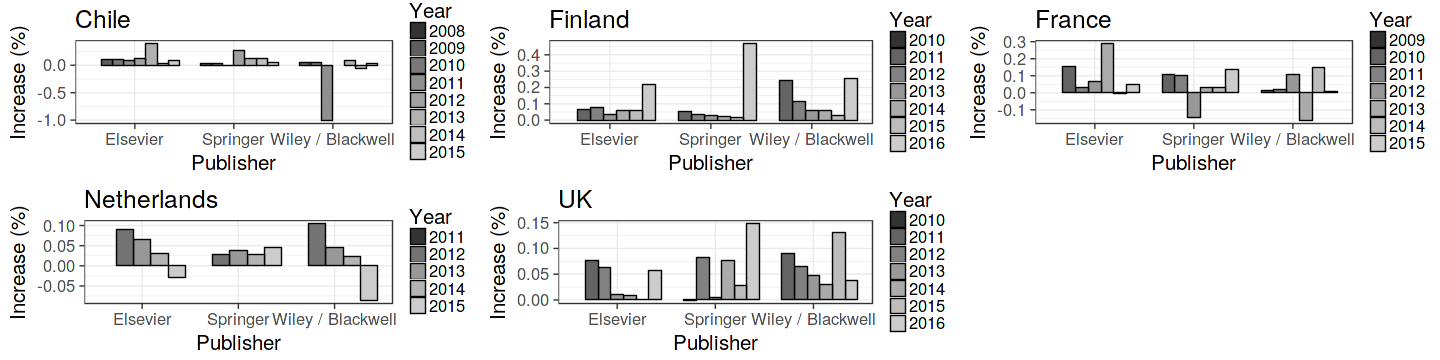 Chile
Increase (%)
0.0
-0.5
-1.0
Elsevier
Springer
Wiley / Blackwell
Publisher
Year
2008
2009
2010
2011
2012
2013
2014
2015
Finland
Increase (%)
0.4
0.3
0.2
0.1
0.0
Elsevier
Springer
Wiley / Blackwell
Publisher
Year
2010
2011
2012
2013
2014
2015
2016
France
Increase (%)
0.3
0.2
0.1
0.0
-0.1
Elsevier
Springer
Wiley / Blackwell
Publisher
Year
2009
2010
2011
2012
2013
2014
2015
Netherlands
Increase (%)
0.10
0.05
0.00
-0.05
Elsevier
Springer
Wiley / Blackwell
Publisher
Year
2011
2012
2013
2014
2015
UK
Increase (%)
0.15
0.10
0.05
0.00
Elsevier
Springer
Wiley / Blackwell
Publisher
Year
2010
2011
2012
2013
2014
2015
2016